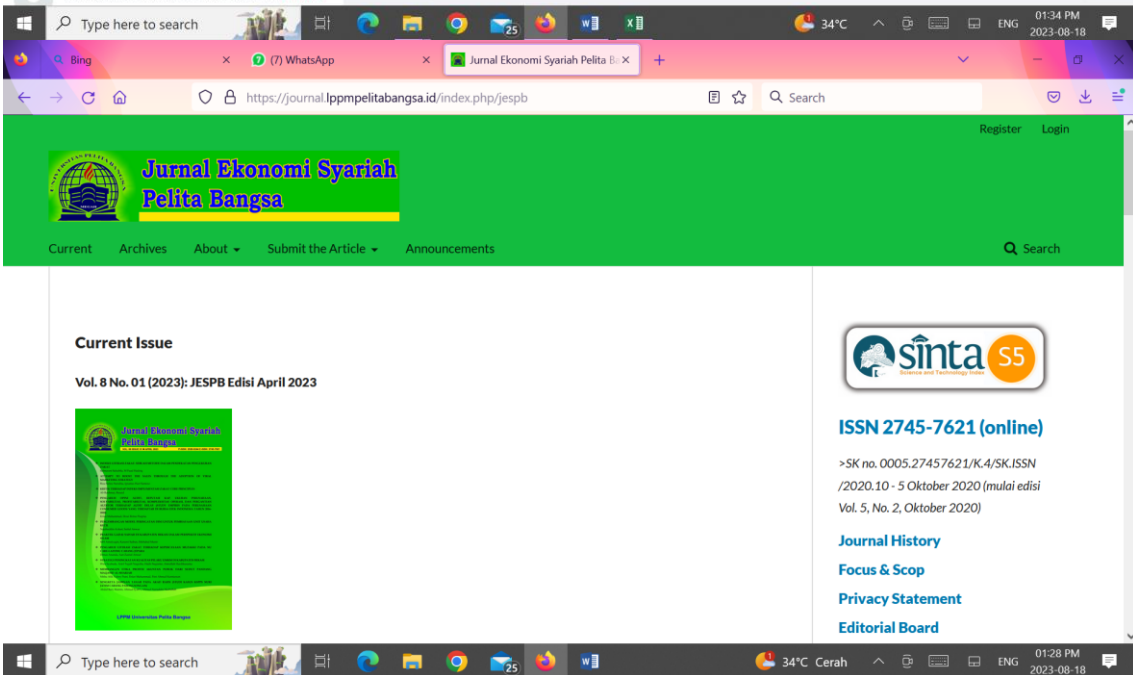 Type here to search
25
34°C
ENG
01:34 PM
2023-08-18
Bing
(7) WhatsApp
Jurnal Ekonomi Syariah Pelita Ba
https://journal.lppmpelitabangsa.id/index.php/jespb
Search
Register Login
Jurnal Ekonomi Syariah
Pelita Bangsa
Current Archives About Submit the Article Announcements
Search
Current Issue
Vol. 8 No. 01 (2023): JESPB Edisi April 2023
Jurnal Ekonomi Syariah
Pelita Bangsa
LPPM Universitas Pelita Bangsa
sinta S5
Science and Technology Index
ISSN 2745-7621 (online)
>SK no. 0005.27457621/K.4/SK.ISSN
/2020.10 - 5 Oktober 2020 (mulai edisi
Vol. 5, No. 2, Oktober 2020)
Journal History
Focus & Scop
Privacy Statement
Editorial Board
Type here to search
25
34°C Cerah
ENG
01:28 PM
2023-08-18